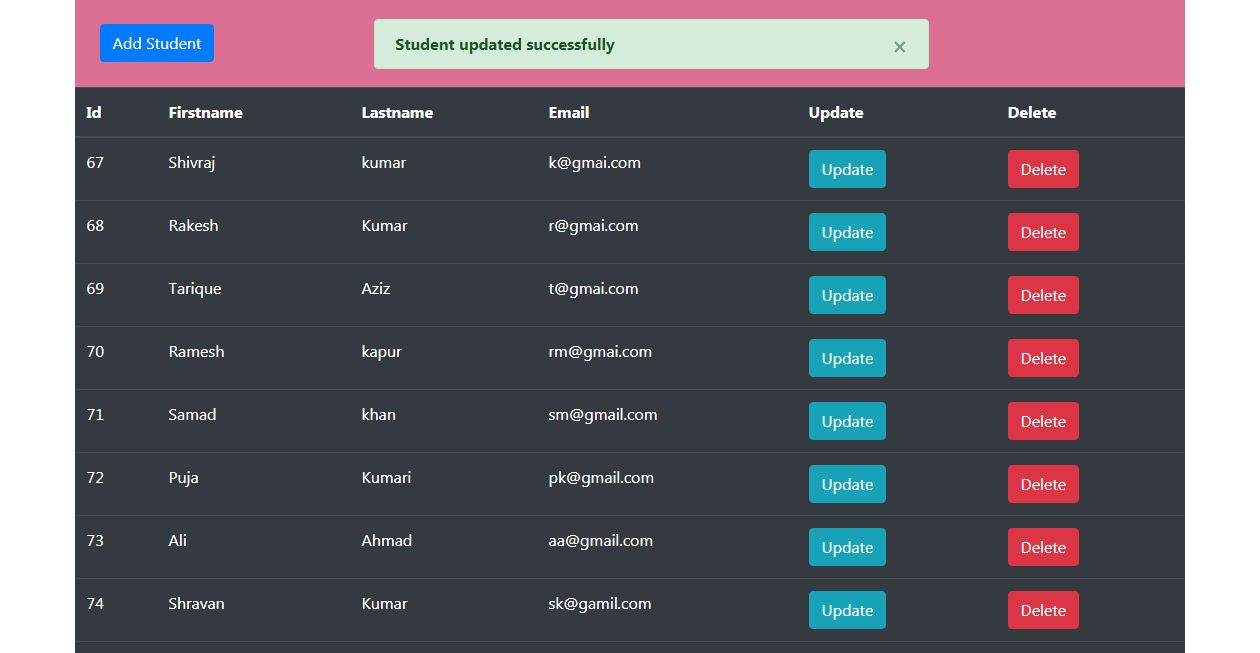 Add Student
Student updated successfully ×
Id Firstname Lastname Email Update Delete
67 Shivraj kumar k@gmai.com Update Delete
68 Rakesh Kumar r@gmai.com Update Delete
69 Tarique Aziz t@gmai.com Update Delete
70 Ramesh kapur rm@gmai.com Update Delete
71 Samad khan sm@gmail.com Update Delete
72 Puja Kumari pk@gmail.com Update Delete
73 Ali Ahmad aa@gmail.com Update Delete
74 Shravan Kumar sk@gamil.com Update Delete